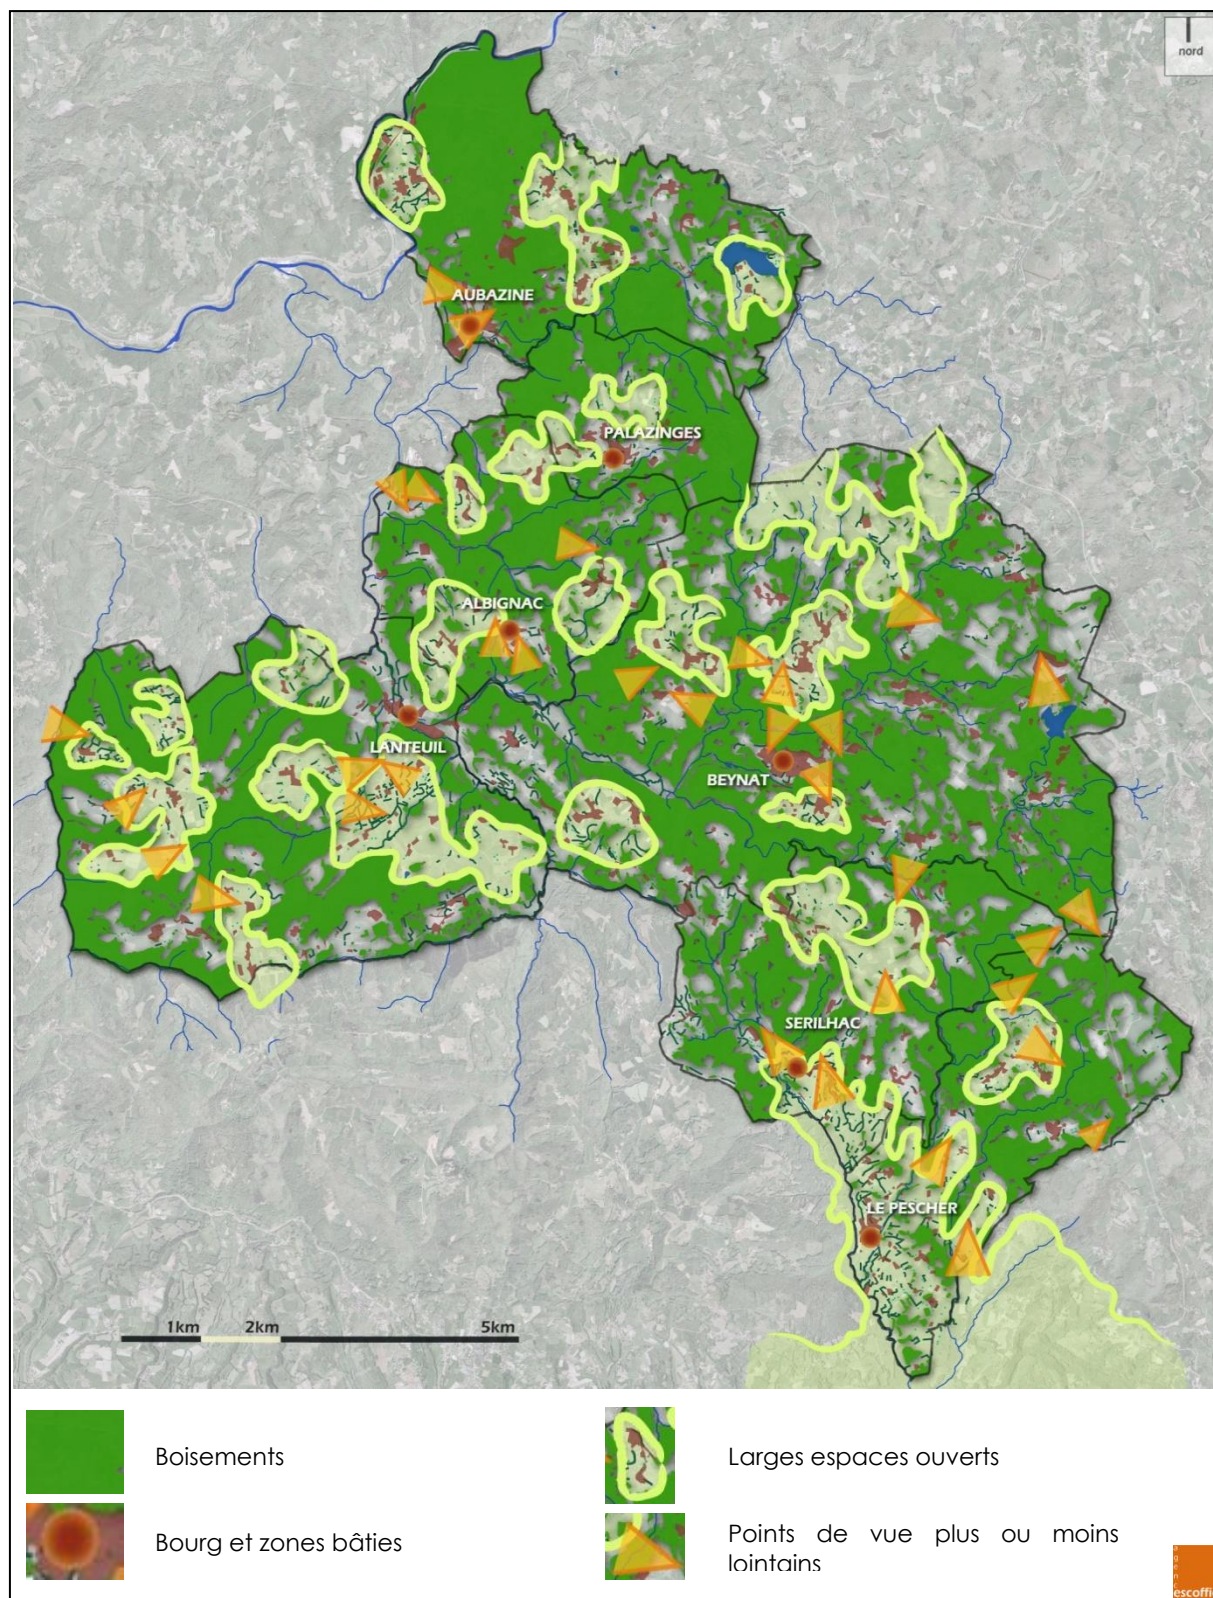 nord
AUBAZINE
PALAZINGES
ALBIGNAC
LANTEUIL
BEYNAT
SERILHAC
LE PESCHER
1km 2km 5km
Boisements
Larges espaces ouverts
Bourg et zones bâties
Points de vue plus ou moins
lointains
escoffi